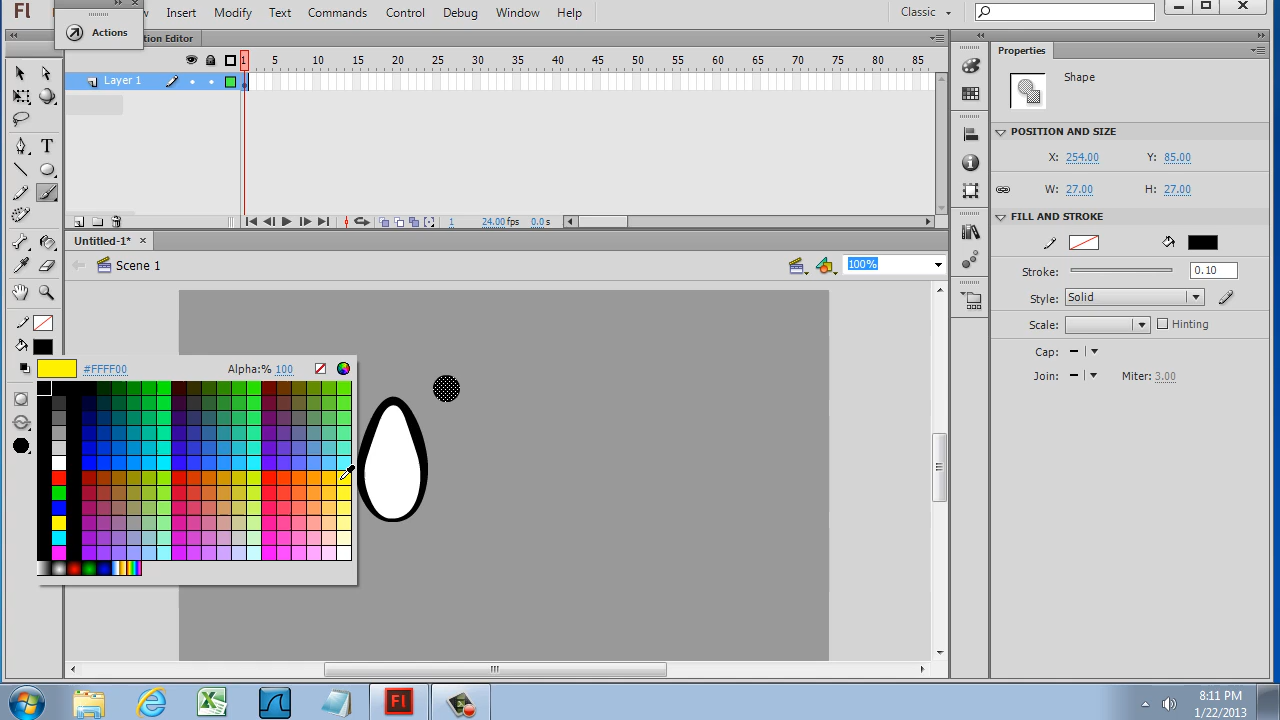 Fl
Insert Modify Text Commands Control Debug Window Help Classic
Actions
tion Editor
1 5 10 15 20 25 30 35 40 45 50 55 60 65 70 75 80 85
Layer 1
1 24.00 fps 0.0 s
Untitled-1*
Scene 1
100%
#FFFF00 Alpha:% 100
Properties
Shape
POSITION AND SIZE
X: 254.00 Y: 85.00
W: 27.00 H: 27.00
FILL AND STROKE
Stroke: 0.10
Style: Solid
Scale: Hinting
Cap:
Join: Miter: 3.00
T
Fl
8:11 PM
1/22/2013